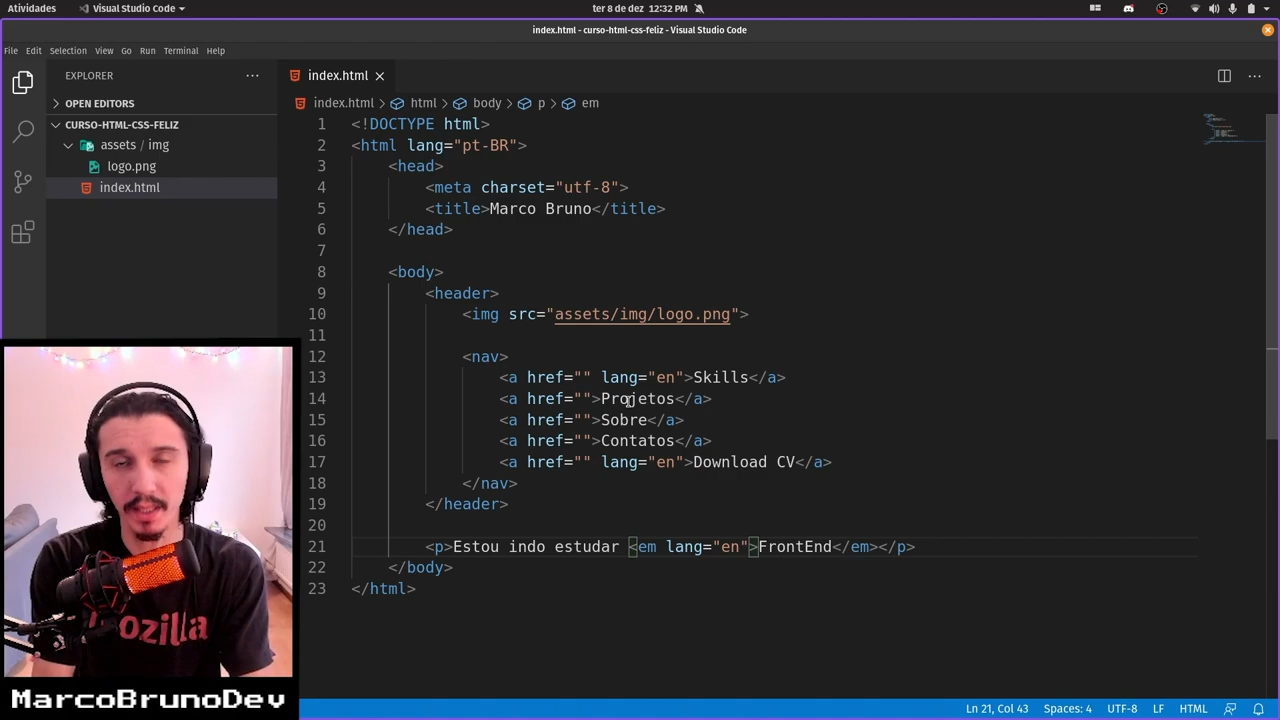 Atividades Visual Studio Code ter 8 de dez 12:32 PM
index.html - curso-html-css-feliz - Visual Studio Code
File Edit Selection View Go Run Terminal Help
EXPLORER
index.html
OPEN EDITORS
index.html > html > body > p > em
CURSO-HTML-CSS-FELIZ
assets / img
logo.png
index.html
1 <!DOCTYPE html>
2 <html lang="pt-BR">
3 <head>
4 <meta charset="utf-8">
5 <title>Marco Bruno</title>
6 </head>
7
8 <body>
9 <header>
10 <img src="assets/img/logo.png">
11
12 <nav>
13 <a href="" lang="en">Skills</a>
14 <a href="">Projetos</a>
15 <a href="">Sobre</a>
16 <a href="">Contatos</a>
17 <a href="" lang="en">Download CV</a>
18 </nav>
19 </header>
20
21 <p>Estou indo estudar <em lang="en">FrontEnd</em></p>
22 </body>
23 </html>
mozilla
MarcoBrunoDev
Ln 21, Col 43 Spaces: 4 UTF-8 LF HTML